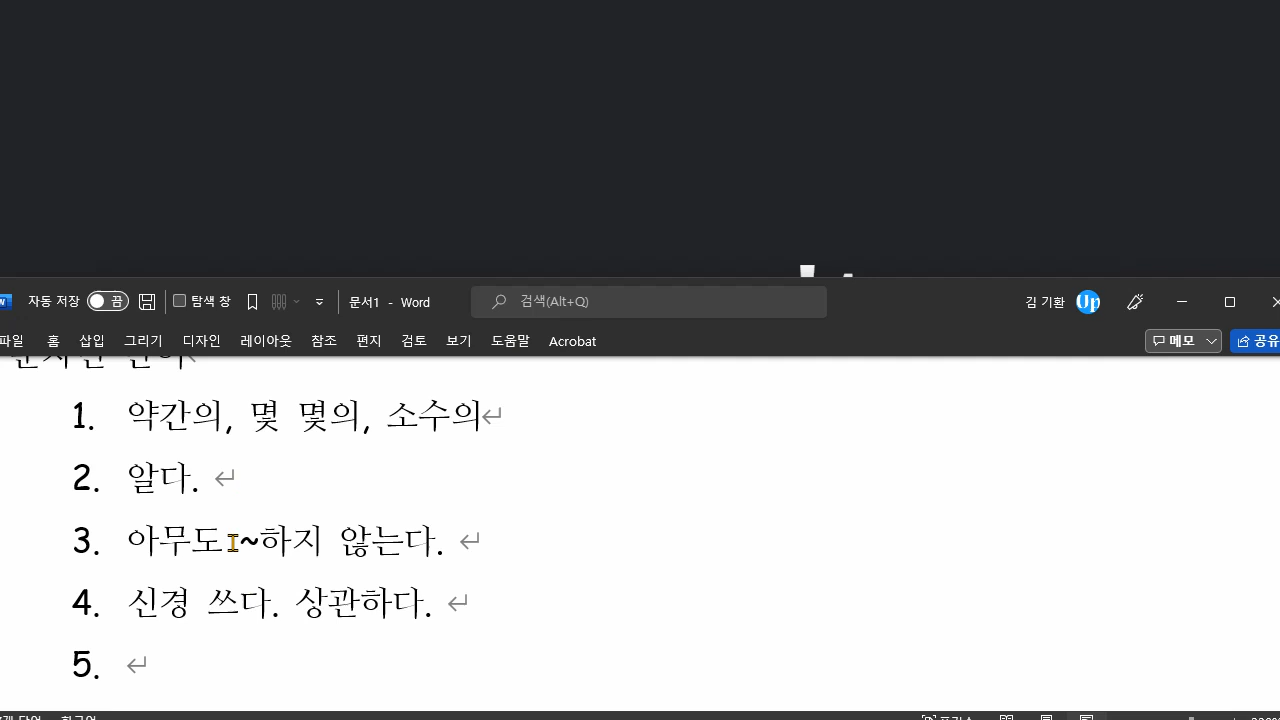 자동 저장 끔 탐색 창 문서1 - Word 검색(Alt+Q) 김 기환 Up
파일 홈 삽입 그리기 디자인 레이아웃 참조 편지 검토 보기 도움말 Acrobat 메모 공유
1. 약간의, 몇 몇의, 소수의
2. 알다.
3. 아무도~하지 않는다.
4. 신경 쓰다. 상관하다.
5.